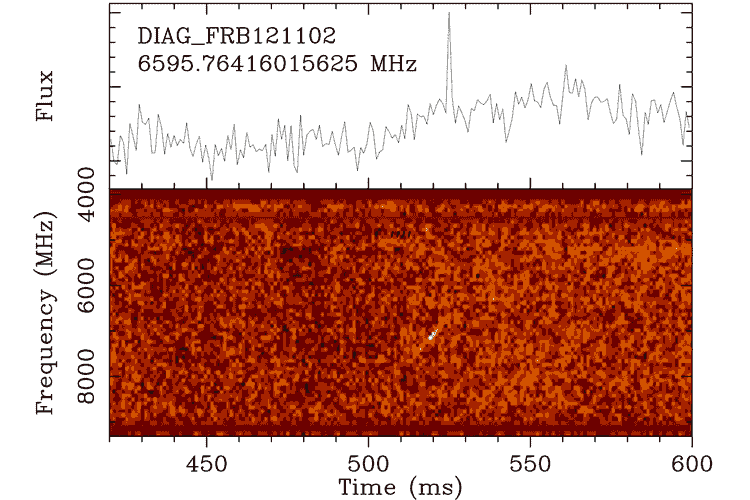 DIAG_FRB121102
6595.76416015625 MHz
Flux
4000
6000
8000
Frequency (MHz)
450
500
550
600
Time (ms)